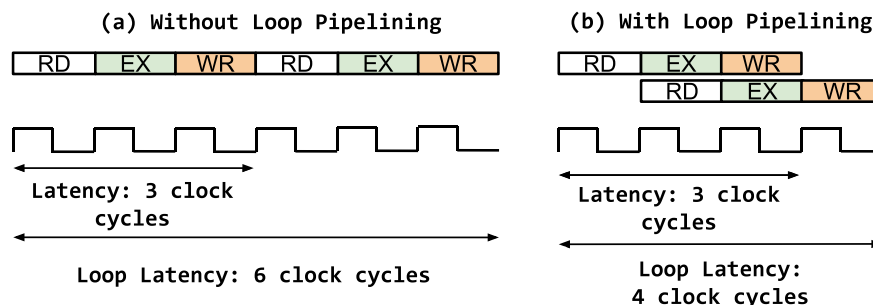 (a) Without Loop Pipelining
RD EX WR RD EX WR
Latency: 3 clock
cycles
Loop Latency: 6 clock cycles
(b) With Loop Pipelining
RD EX WR
RD EX WR
Latency: 3 clock
cycles
Loop Latency:
4 clock cycles